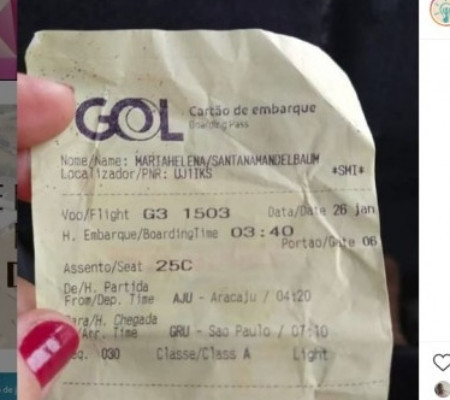 GOL Cartão de embarque
Boarding Pass
Nome/Name: MARIAHELENA/SANTANAMANDELBAUM
Localizador/PNR: UJ1IKS *SMI*
Voo/Flight G3 1503 Data/Date 26 jan
H. Embarque/BoardingTime 03:40
Portão/Gate 06
Assento/Seat 25C
De/H. Partida
From/Dep. Time AJU - Aracaju / 04:20
Para/H. Chegada
/Arr. Time GRU - Sao Paulo / 07:10
eq. 030 Classe/Class A Light